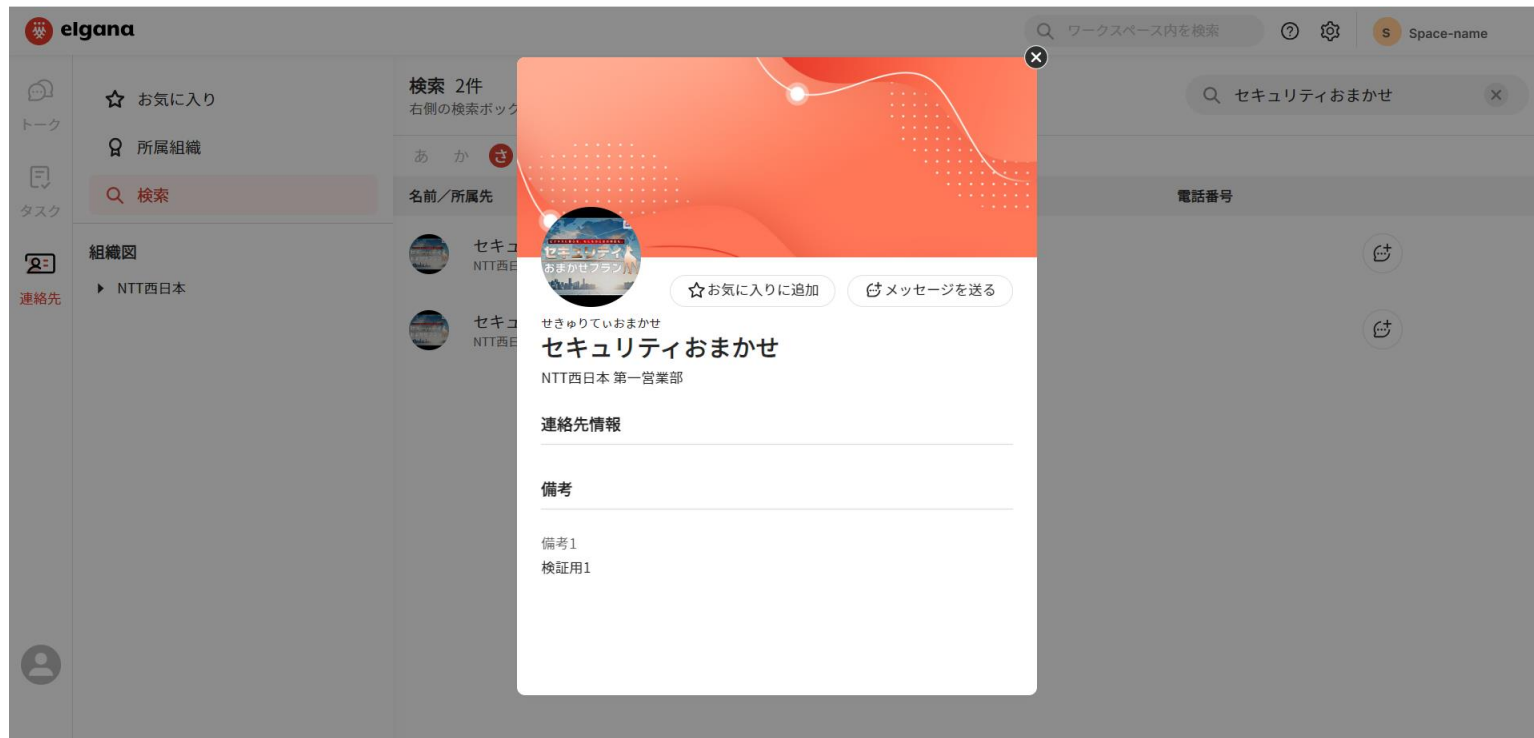 elgana
ワークスペース内を検索
S Space-name
トーク
タスク
連絡先
お気に入り
所属組織
検索
組織図
NTT西日本
検索 2件
右側の検索ボック
セキュリティおまかせ
あ か さ
名前／所属先
電話番号
セキュ
NTT西日
セキュ
NTT西日
セキュリティ
おまかせプラン
お気に入りに追加
メッセージを送る
せきゅりてぃおまかせ
セキュリティおまかせ
NTT西日本 第一営業部
連絡先情報
備考
備考1
検証用1